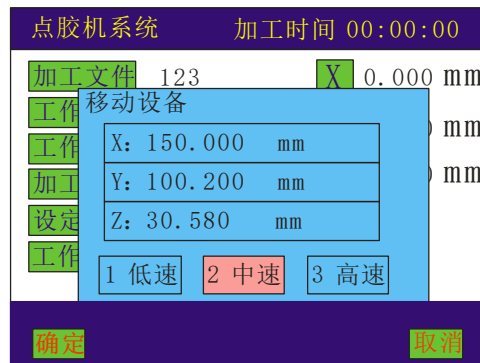 点胶机系统 加工时间 00:00:00
加工文件 123 X 0.000 mm
移动设备
工作 mm
X: 150.000 mm
工作
Y: 100.200 mm
加工 mm
设定 Z: 30.580 mm
工作
1 低速 2 中速 3 高速
确定 取消